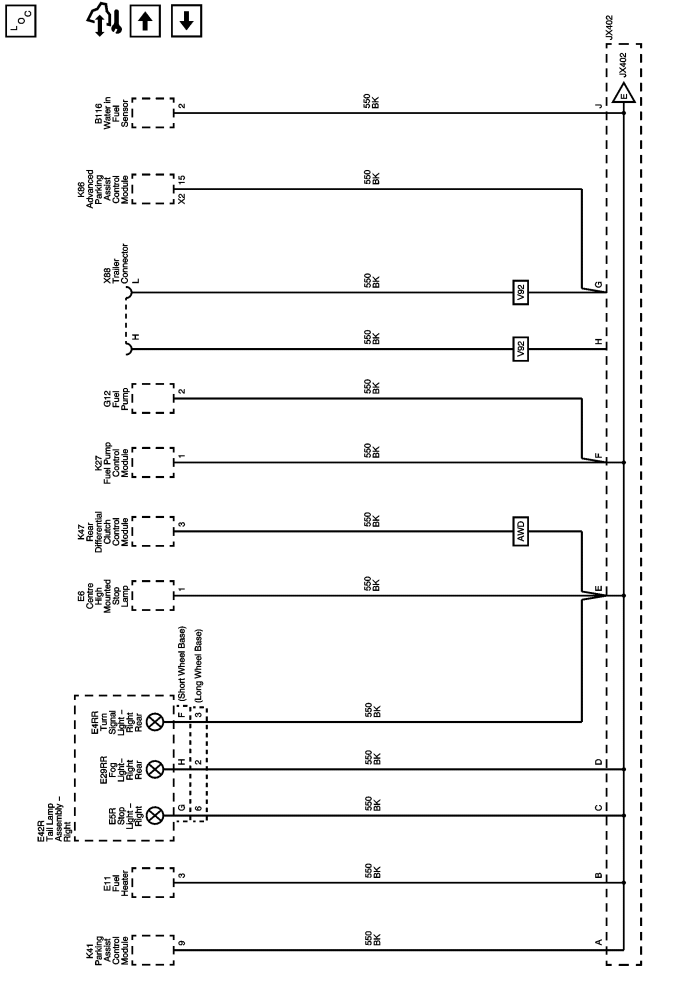 LOC
JX402
JX402
E
B116
Water in
Fuel
Sensor
2
550
BK
J
K86
Advanced
Parking
Assist
Control
Module
X2
15
550
BK
X88
Trailer
Connector
L
550
BK
V92
G
H
550
BK
V92
H
G12
Fuel
Pump
2
550
BK
K27
Fuel Pump
Control
Module
1
550
BK
F
K47
Rear
Differential
Clutch
Control
Module
3
550
BK
AWD
E6
Centre
High
Mounted
Stop
Lamp
1
550
BK
E
(Short Wheel Base)
(Long Wheel Base)
E42R
Tail Lamp
Assembly –
Right
E4RR
Turn
Signal
Light –
Right
Rear
F
3
550
BK
E29RR
Fog
Light–
Right
Rear
H
2
550
BK
D
E5R
Stop
Light –
Right
G
6
550
BK
C
E11
Fuel
Heater
3
550
BK
B
K41
Parking
Assist
Control
Module
9
550
BK
A